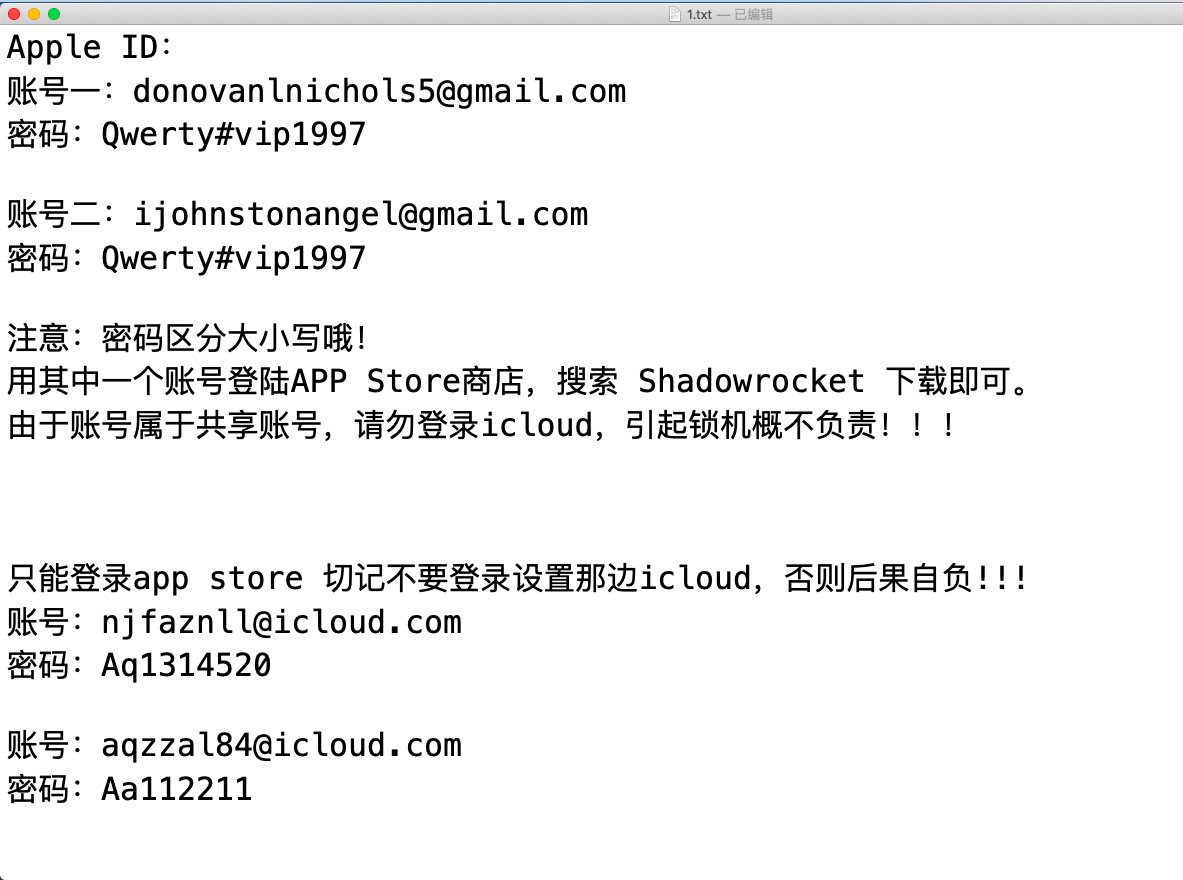 1.txt — 已编辑
Apple ID：
账号一：donovanlnichols5@gmail.com
密码：Qwerty#vip1997
账号二：ijohnstonangel@gmail.com
密码：Qwerty#vip1997
注意：密码区分大小写哦！
用其中一个账号登陆APP Store商店，搜索 Shadowrocket 下载即可。
由于账号属于共享账号，请勿登录icloud，引起锁机概不负责！！！
只能登录app store 切记不要登录设置那边icloud，否则后果自负!!!
账号：njfaznll@icloud.com
密码：Aq1314520
账号：aqzzal84@icloud.com
密码：Aa112211